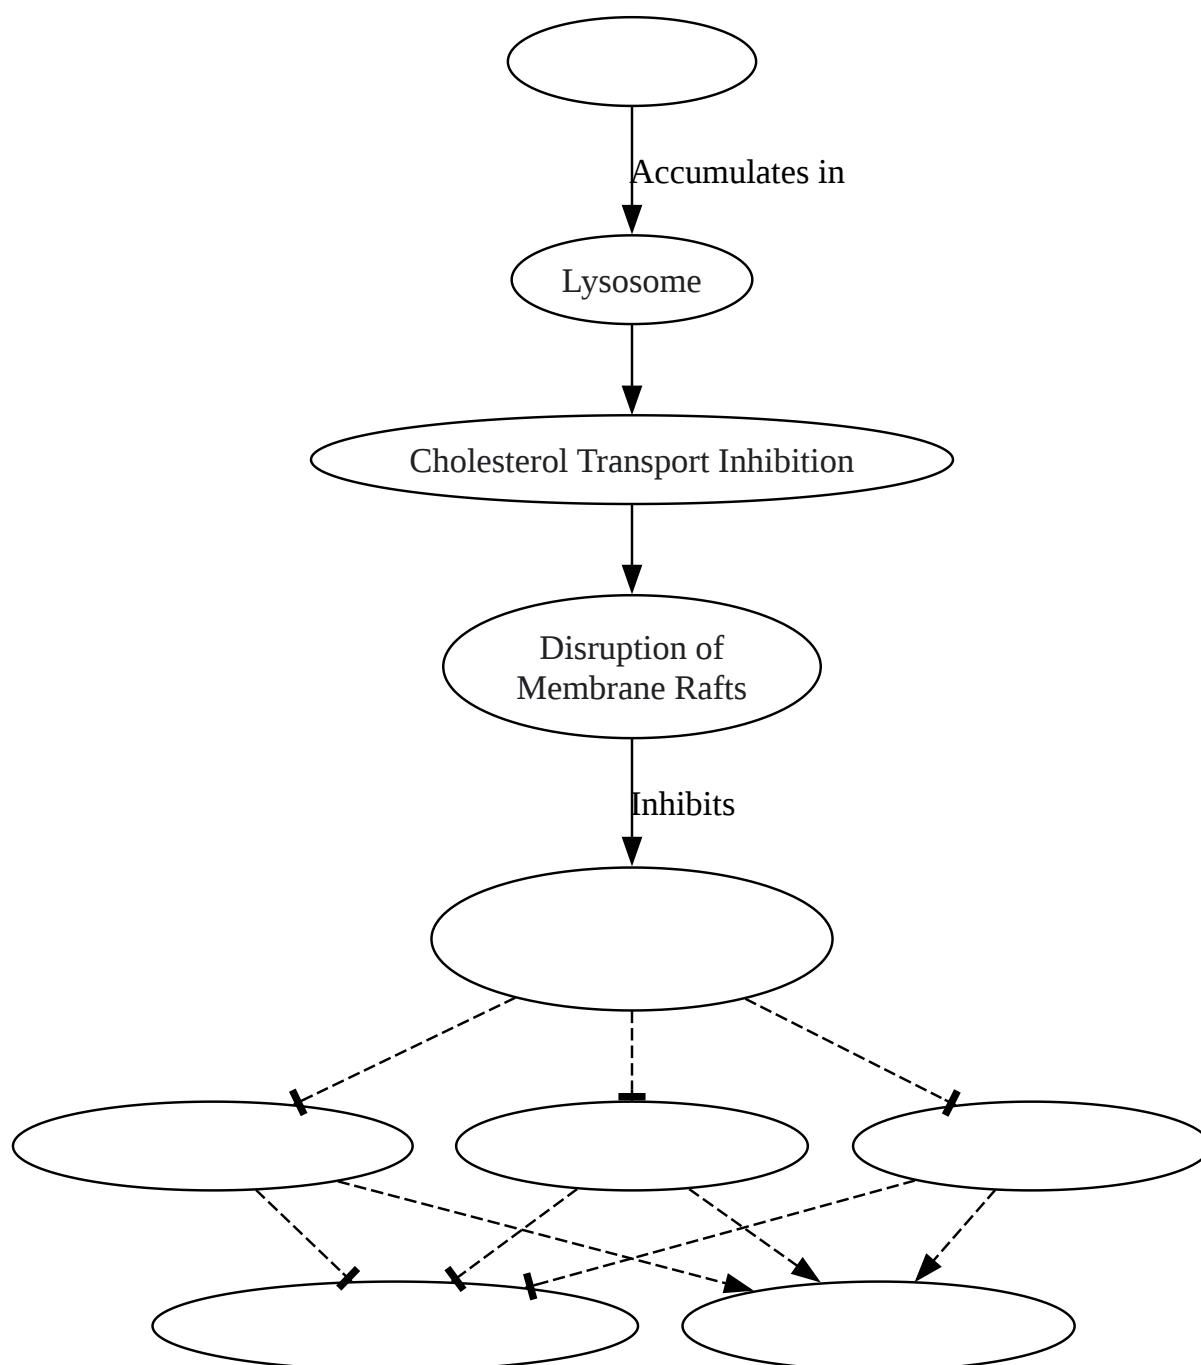 Accumulates in
Lysosome
Cholesterol Transport Inhibition
Disruption of
Membrane Rafts
Inhibits